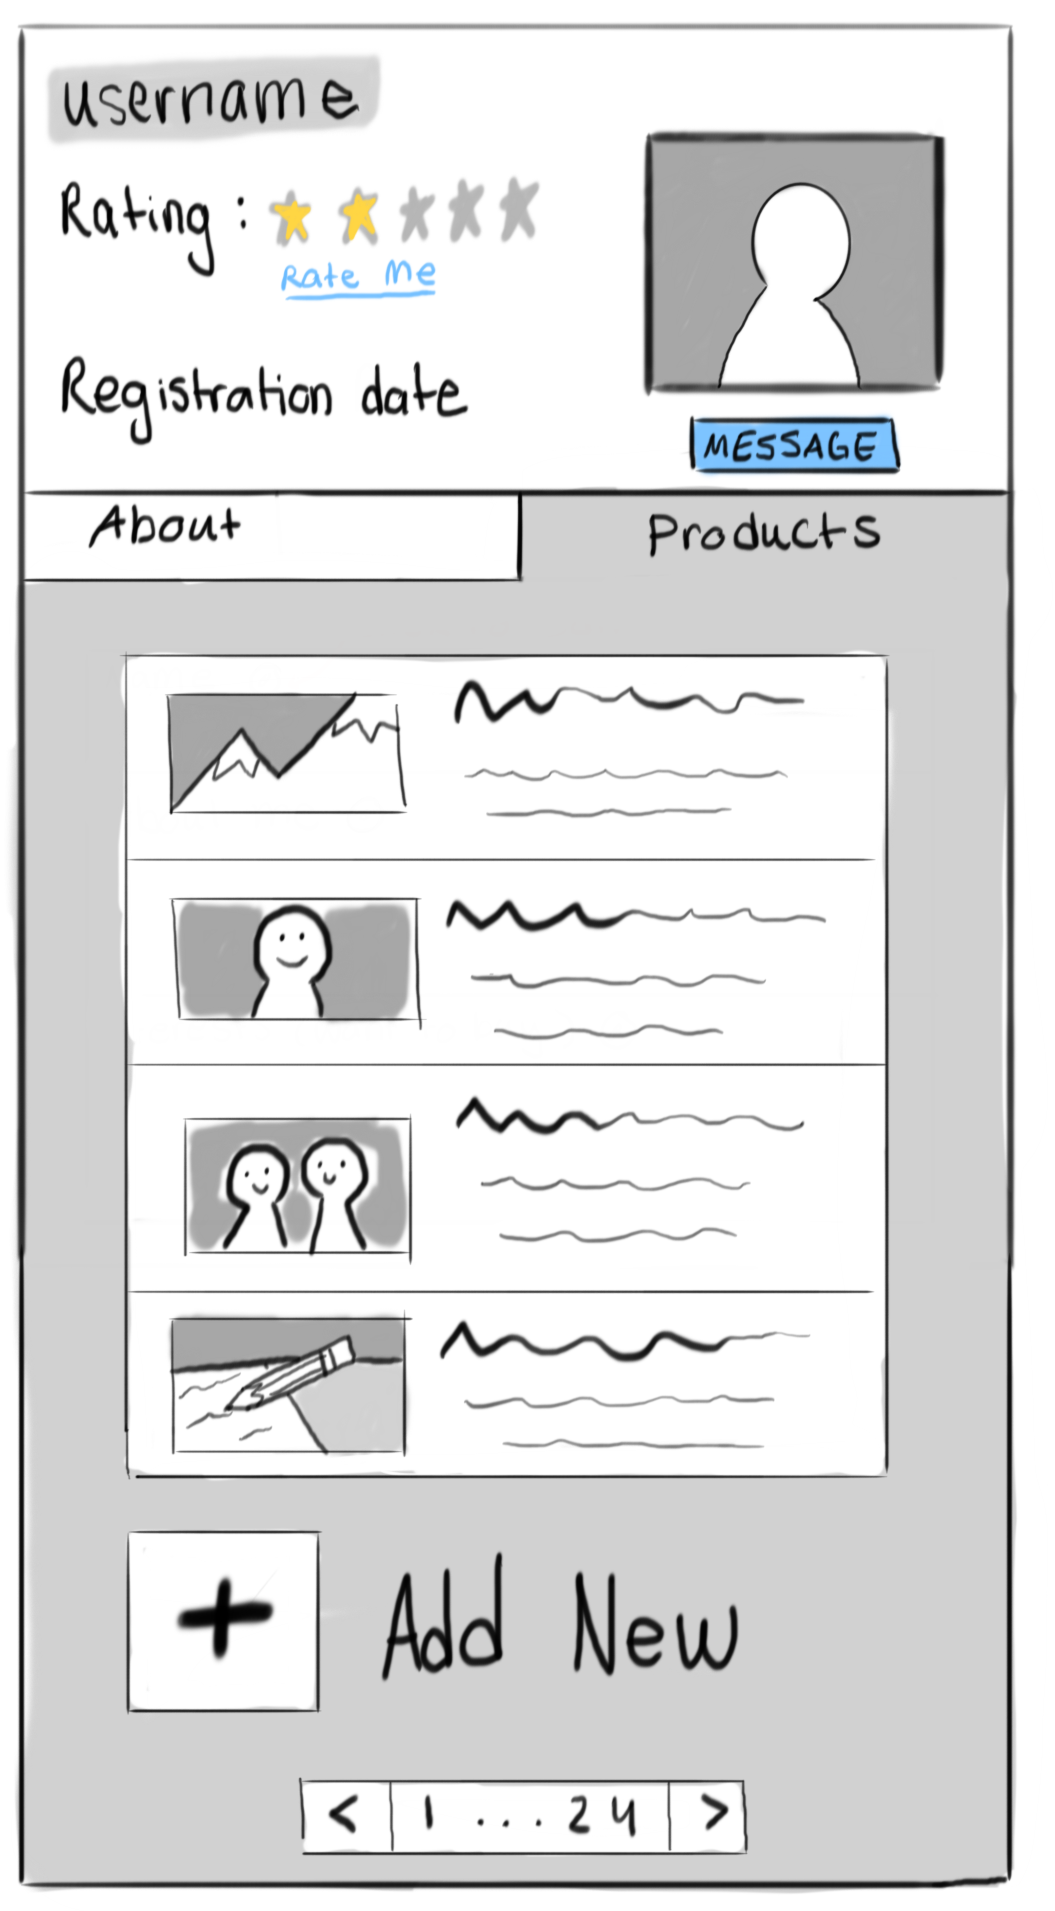 username
Rating :
Rate Me
Registration date
MESSAGE
About
Products
+ Add New
< 1 ... 24 >